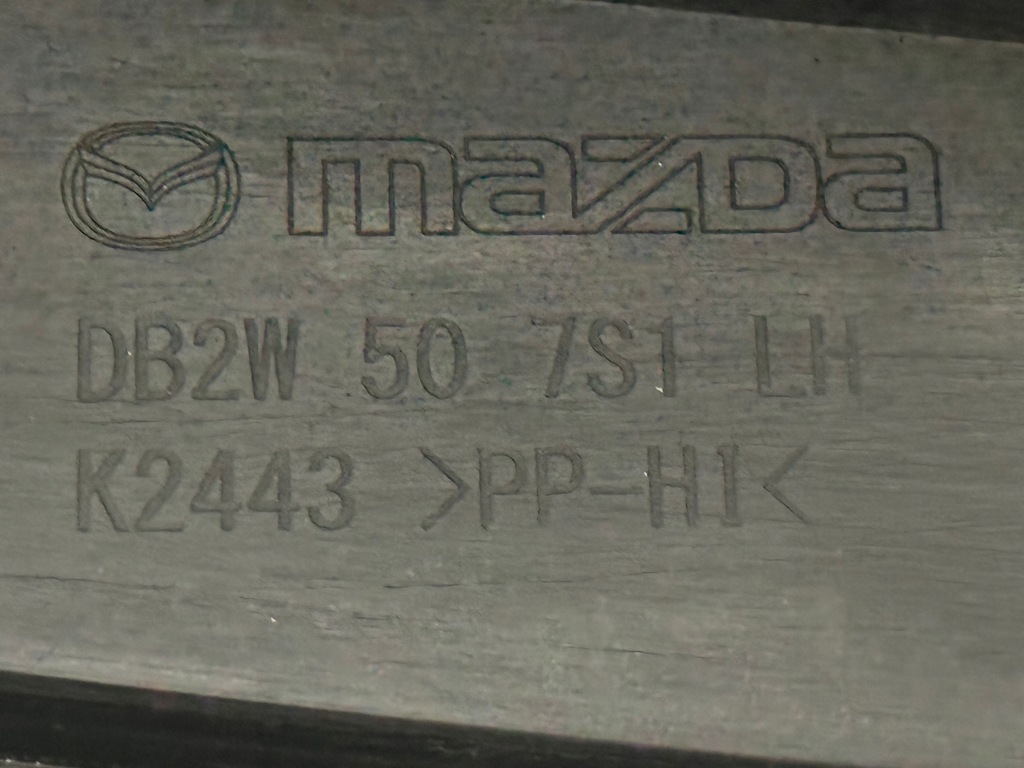 mazda
DB2W 50 7S1 LH
K2443 >PP-H1<